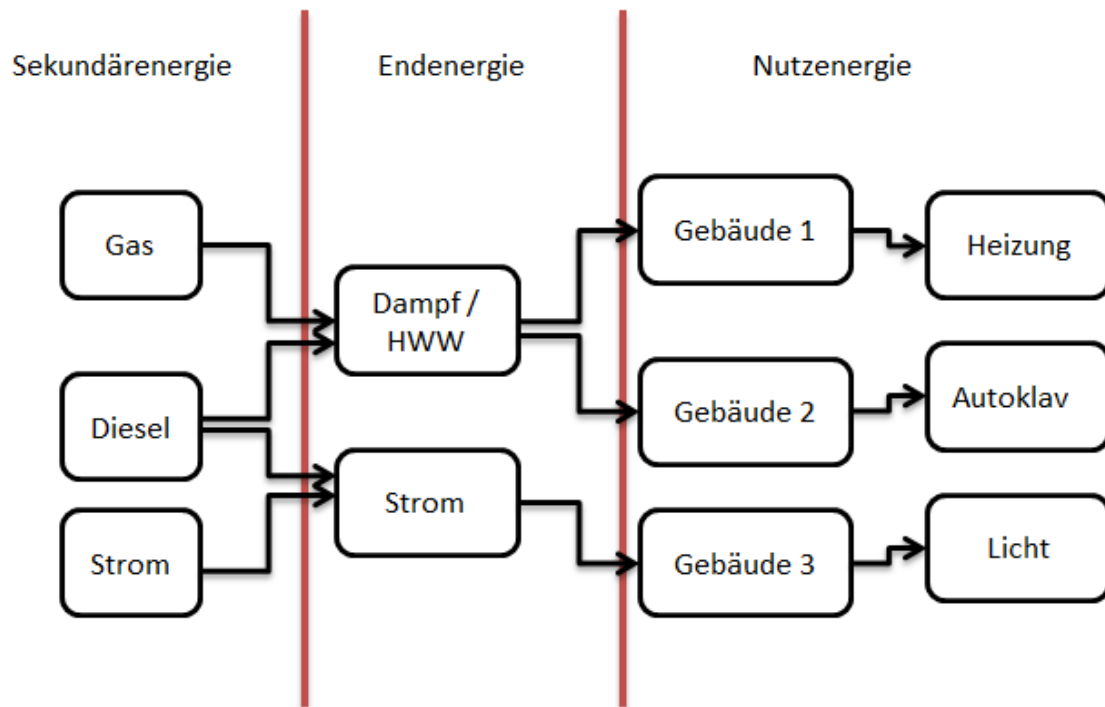 Sekundärenergie
Endenergie
Nutzenergie
Gas
Diesel
Strom
Dampf /
HWW
Strom
Gebäude 1
Gebäude 2
Gebäude 3
Heizung
Autoklav
Licht